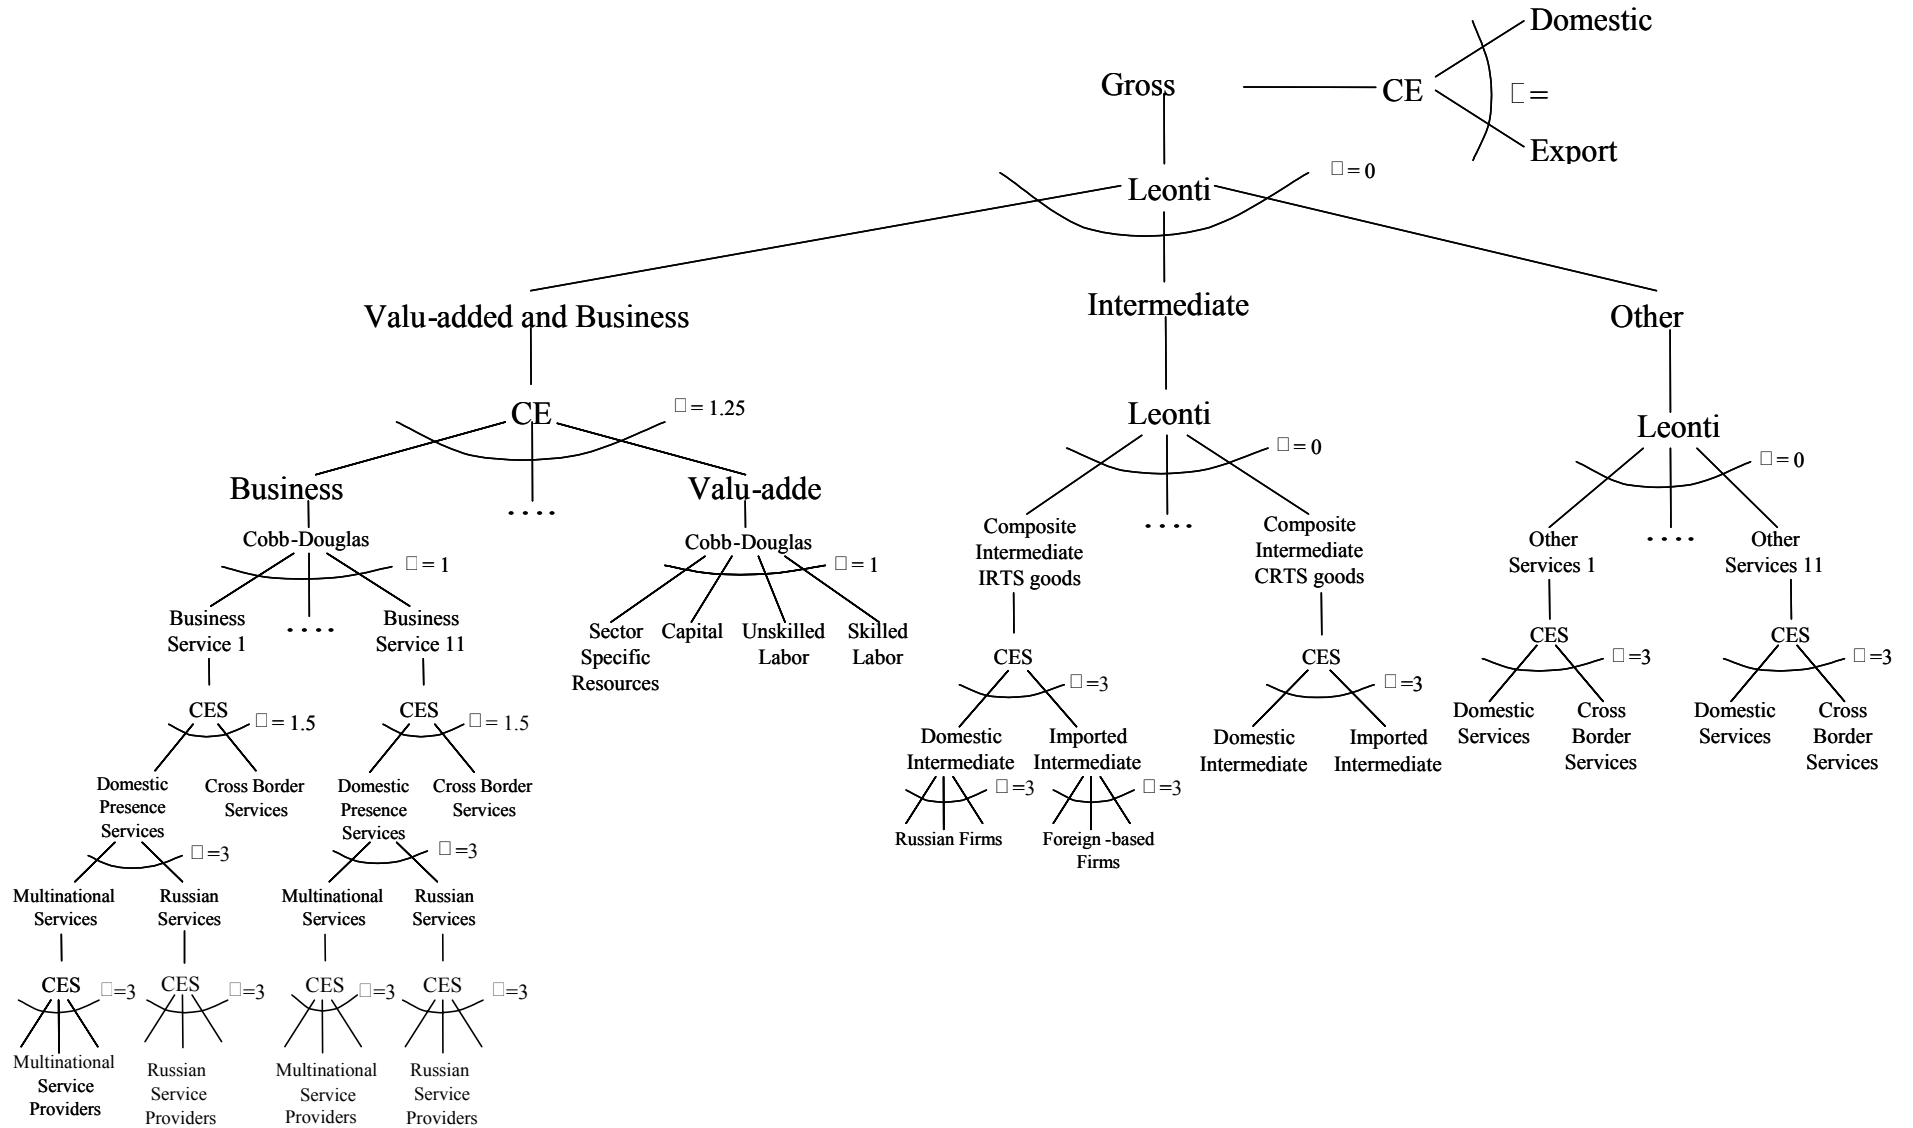 Domestic
Gross
CE
□ =
Export
□ = 0
Leonti
Valu-added and Business
Intermediate
Other
CE
□ = 1.25
Leonti
□ = 0
Leonti
□ = 0
Business
....
Valu-adde
Cobb-Douglas
□ = 1
Cobb-Douglas
□ = 1
Composite
Intermediate
IRTS goods
....
Composite
Intermediate
CRTS goods
Other
Services 1
....
Other
Services 11
Business
Service 1
....
Business
Service 11
Sector
Specific
Resources
Capital
Unskilled
Labor
Skilled
Labor
CES
□=3
CES
□=3
CES
□=3
CES
□=3
CES
□ = 1.5
CES
□ = 1.5
Domestic
Intermediate
Imported
Intermediate
Domestic
Intermediate
Imported
Intermediate
Domestic
Services
Cross
Border
Services
Domestic
Services
Cross
Border
Services
Domestic
Presence
Services
Cross Border
Services
Domestic
Presence
Services
Cross Border
Services
□=3
□=3
Russian Firms
Foreign -based
Firms
□=3
□=3
Multinational
Services
Russian
Services
Multinational
Services
Russian
Services
CES
□=3
CES
□=3
CES
□=3
CES
□=3
Multinational
Service
Providers
Russian
Service
Providers
Multinational
Service
Providers
Russian
Service
Providers